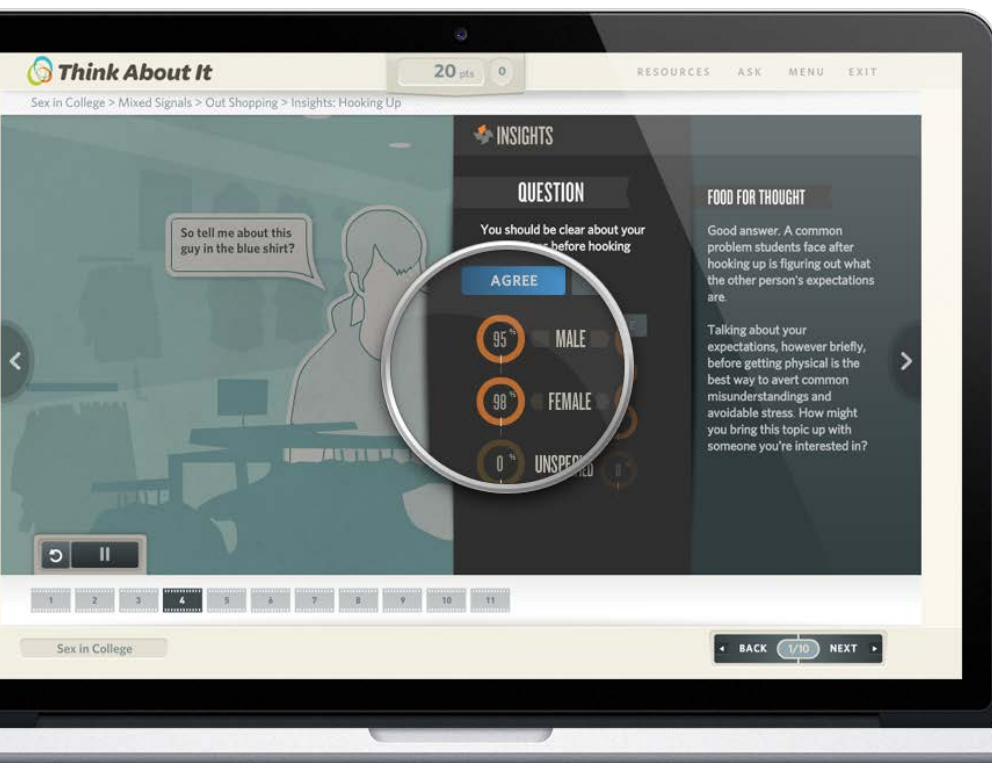 Think About It
20 pts 0
RESOURCES ASK MENU EXIT
Sex in College > Mixed Signals > Out Shopping > Insights: Hooking Up
So tell me about this
guy in the blue shirt?
INSIGHTS
QUESTION
You should be clear about your
before hooking
AGREE
95 % MALE
98 % FEMALE
0 %
FOOD FOR THOUGHT
Good answer. A common
problem students face after
hooking up is figuring out what
the other person's expectations
are.
Talking about your
expectations, however briefly,
before getting physical is the
best way to avert common
misunderstandings and
avoidable stress. How might
you bring this topic up with
someone you're interested in?
1 2 3 4 5 6 7 8 9 10 11
Sex in College
BACK 1/10 NEXT